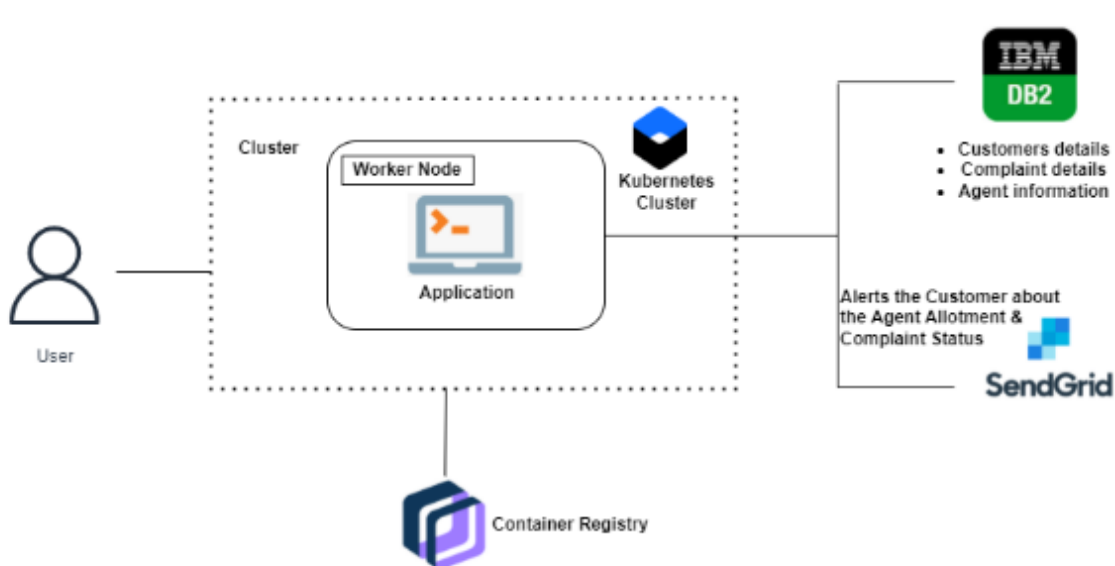 IBM
DB2
Customers details
Complaint details
Agent information
Cluster
Worker Node
Kubernetes
Cluster
Application
User
Alerts the Customer about
the Agent Allotment &
Complaint Status
SendGrid
Container Registry